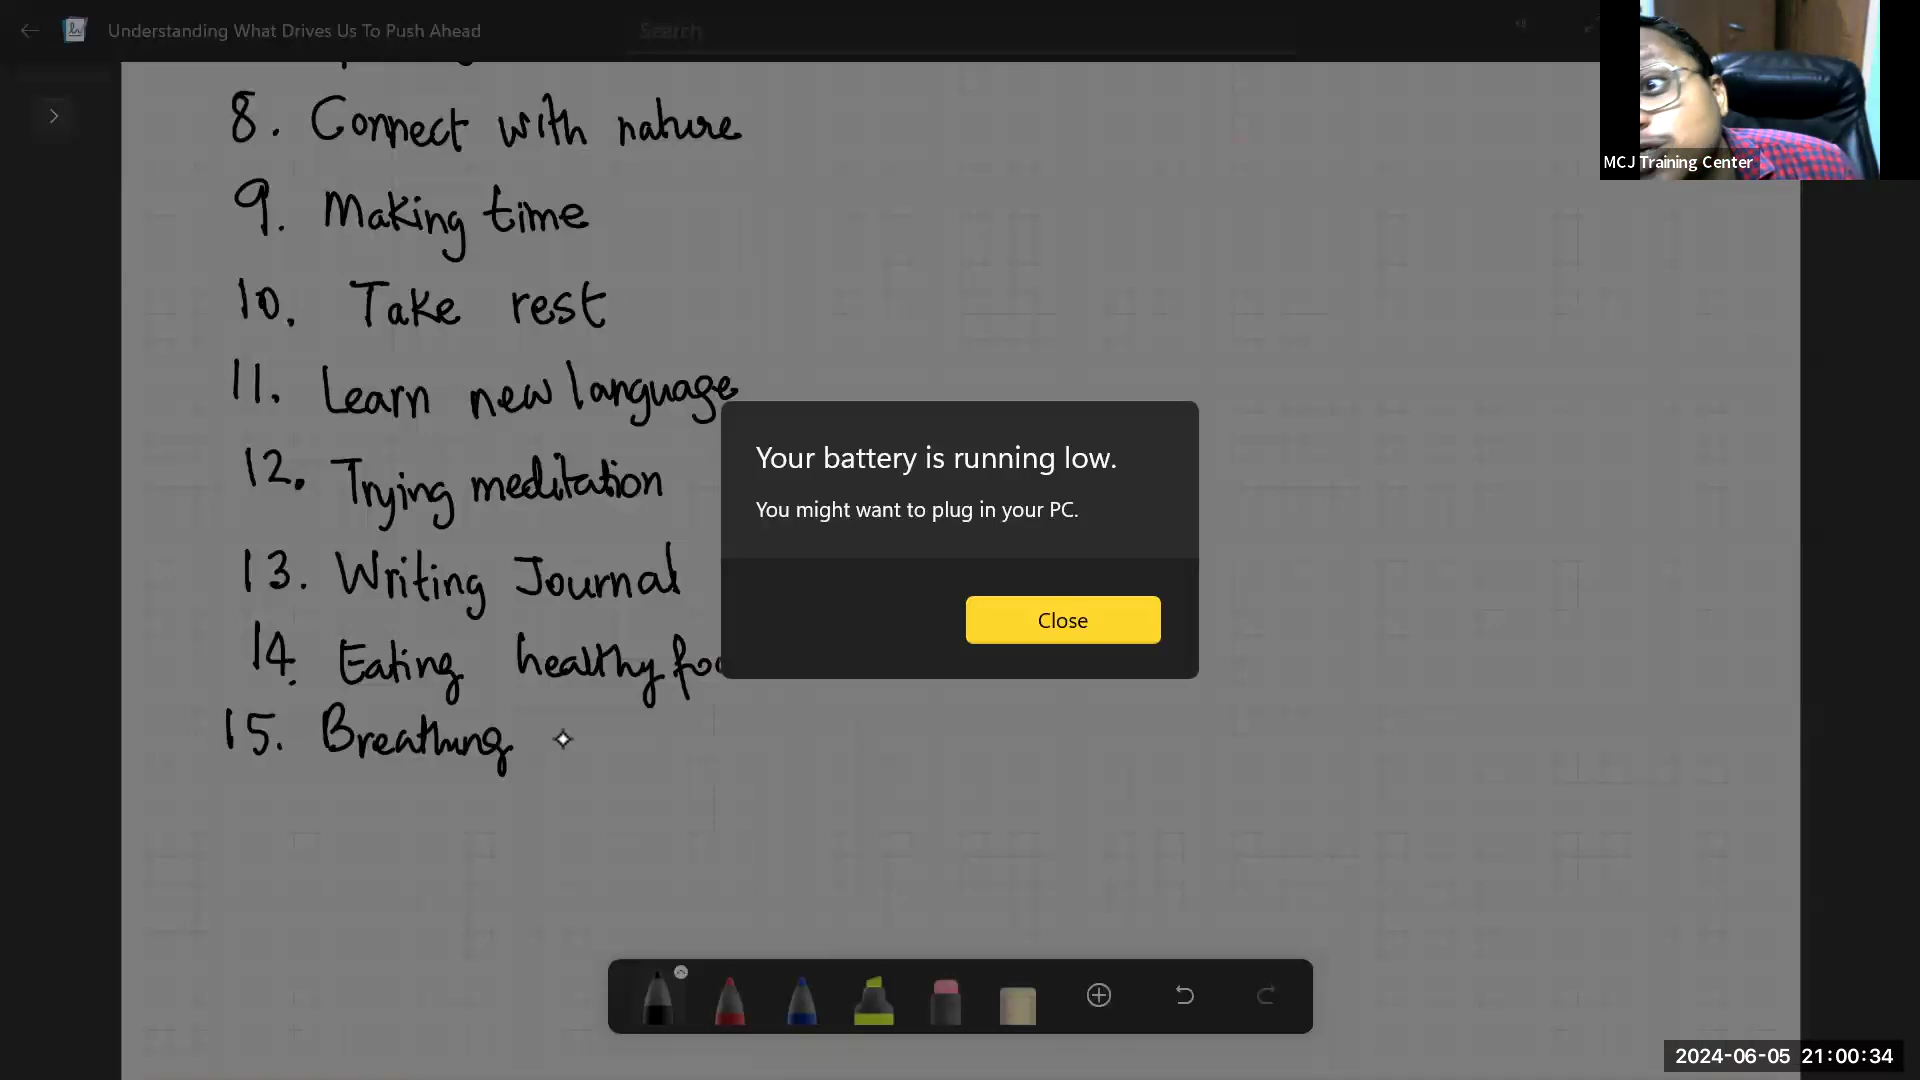 Understanding What Drives Us To Push Ahead
Search
MCJ Training Center
8. Connect with nature
9. Making time
10. Take rest
11. Learn new language
12. Trying meditation
13. Writing Journal
14. Eating healthy
15. Breathing
Your battery is running low.
You might want to plug in your PC.
Close
2024-06-05 21:00:34